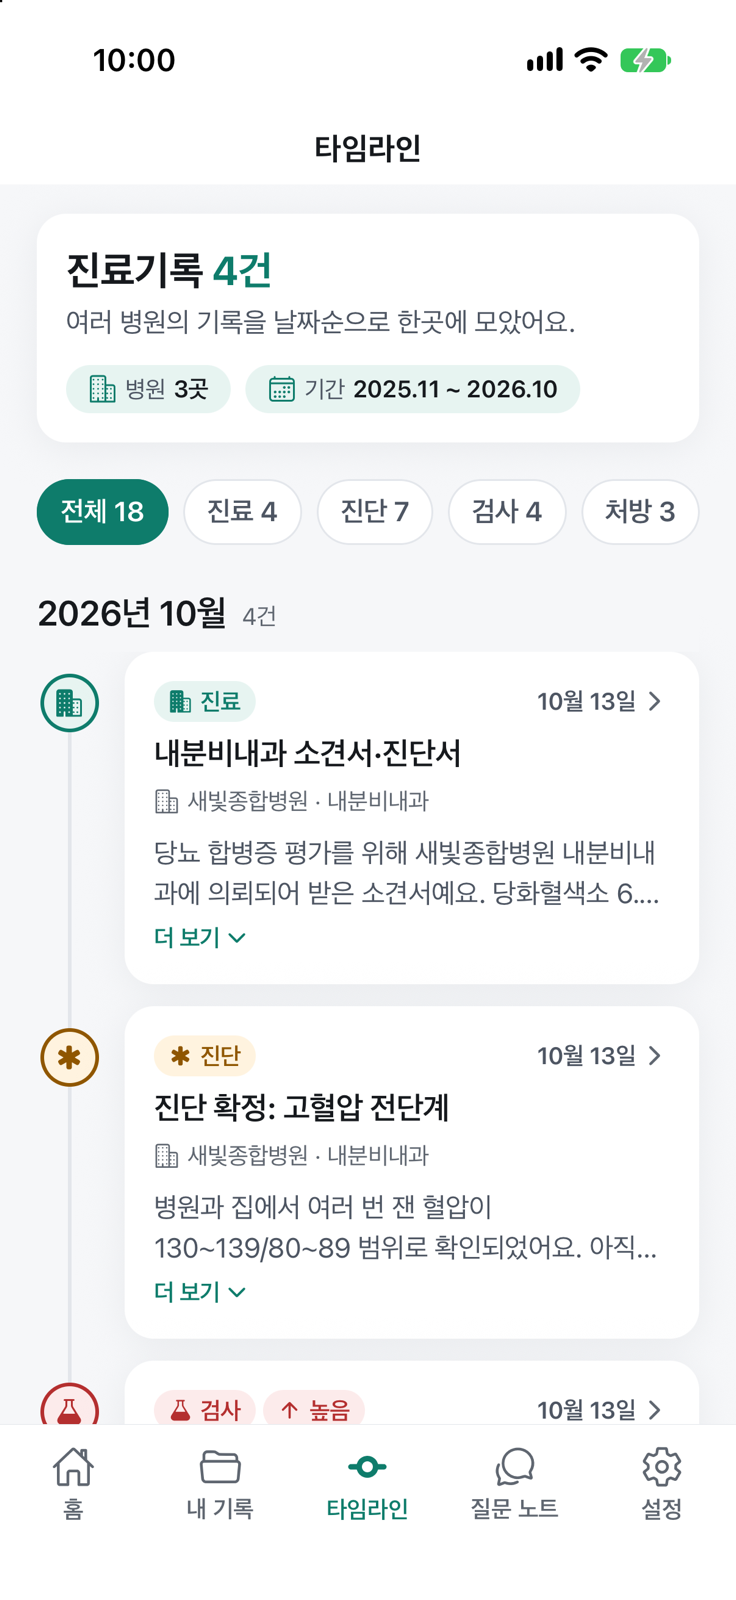 10:00
타임라인
진료기록 4건
여러 병원의 기록을 날짜순으로 한곳에 모았어요.
병원 3곳 기간 2025.11 ~ 2026.10
전체 18 진료 4 진단 7 검사 4 처방 3
2026년 10월 4건
진료 10월 13일
내분비내과 소견서·진단서
새빛종합병원 · 내분비내과
당뇨 합병증 평가를 위해 새빛종합병원 내분비내
과에 의뢰되어 받은 소견서예요. 당화혈색소 6....
더 보기
진단 10월 13일
진단 확정: 고혈압 전단계
새빛종합병원 · 내분비내과
병원과 집에서 여러 번 잰 혈압이
130~139/80~89 범위로 확인되었어요. 아직...
더 보기
검사 높음 10월 13일
홈 내 기록 타임라인 질문 노트 설정